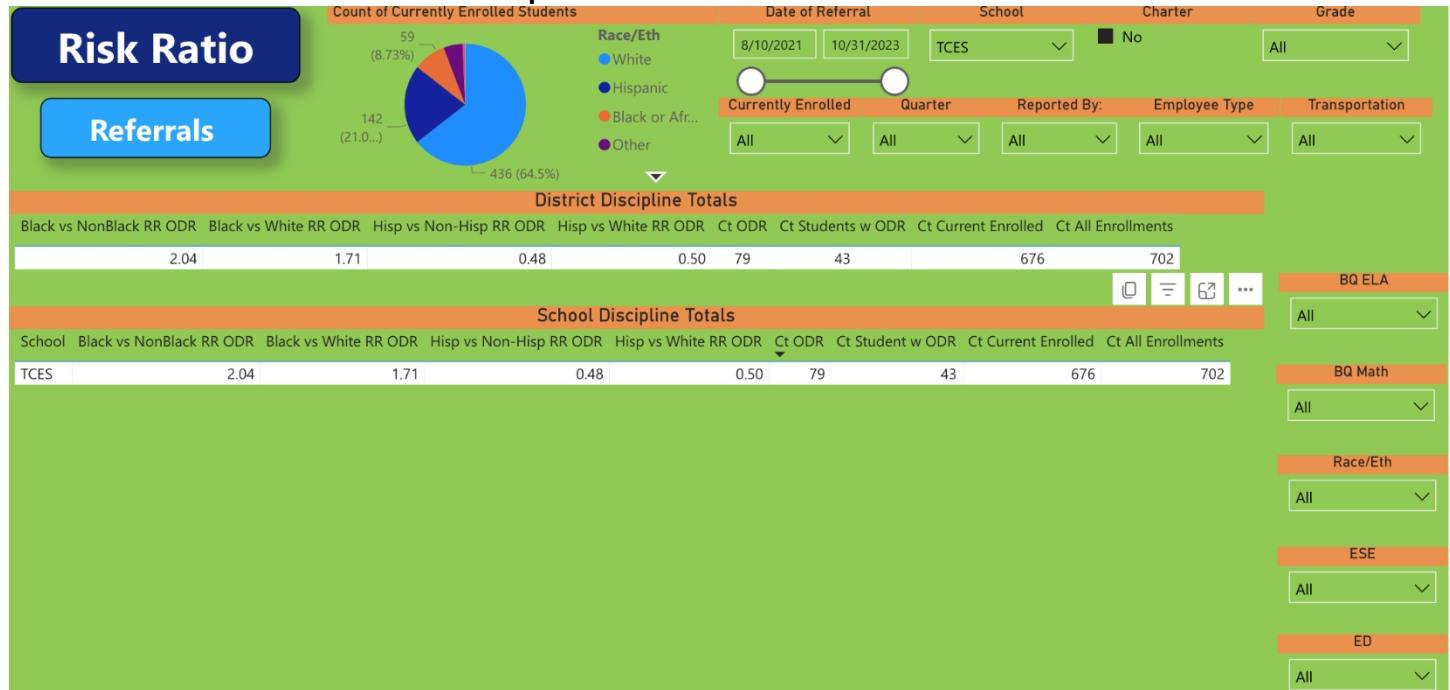 Count of Currently Enrolled Students
Date of Referral
School
Charter
Grade
Risk Ratio
59
(8.73%)
142
(21.0...)
436 (64.5%)
Race/Eth
White
Hispanic
Black or Afr...
Other
8/10/2021 10/31/2023
TCES
No
All
Referrals
Currently Enrolled Quarter Reported By: Employee Type Transportation
All All All All All
District Discipline Totals
Black vs NonBlack RR ODR Black vs White RR ODR Hisp vs Non-Hisp RR ODR Hisp vs White RR ODR Ct ODR Ct Students w ODR Ct Current Enrolled Ct All Enrollments
2.04 1.71 0.48 0.50 79 43 676 702
School Discipline Totals
School Black vs NonBlack RR ODR Black vs White RR ODR Hisp vs Non-Hisp RR ODR Hisp vs White RR ODR Ct ODR Ct Student w ODR Ct Current Enrolled Ct All Enrollments
TCES 2.04 1.71 0.48 0.50 79 43 676 702
BQ ELA
All
BQ Math
All
Race/Eth
All
ESE
All
ED
All